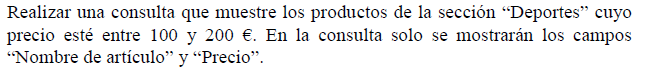 Realizar una consulta que muestre los productos de la sección “Deportes” cuyo
precio esté entre 100 y 200 €. En la consulta solo se mostrarán los campos
“Nombre de artículo” y “Precio”.